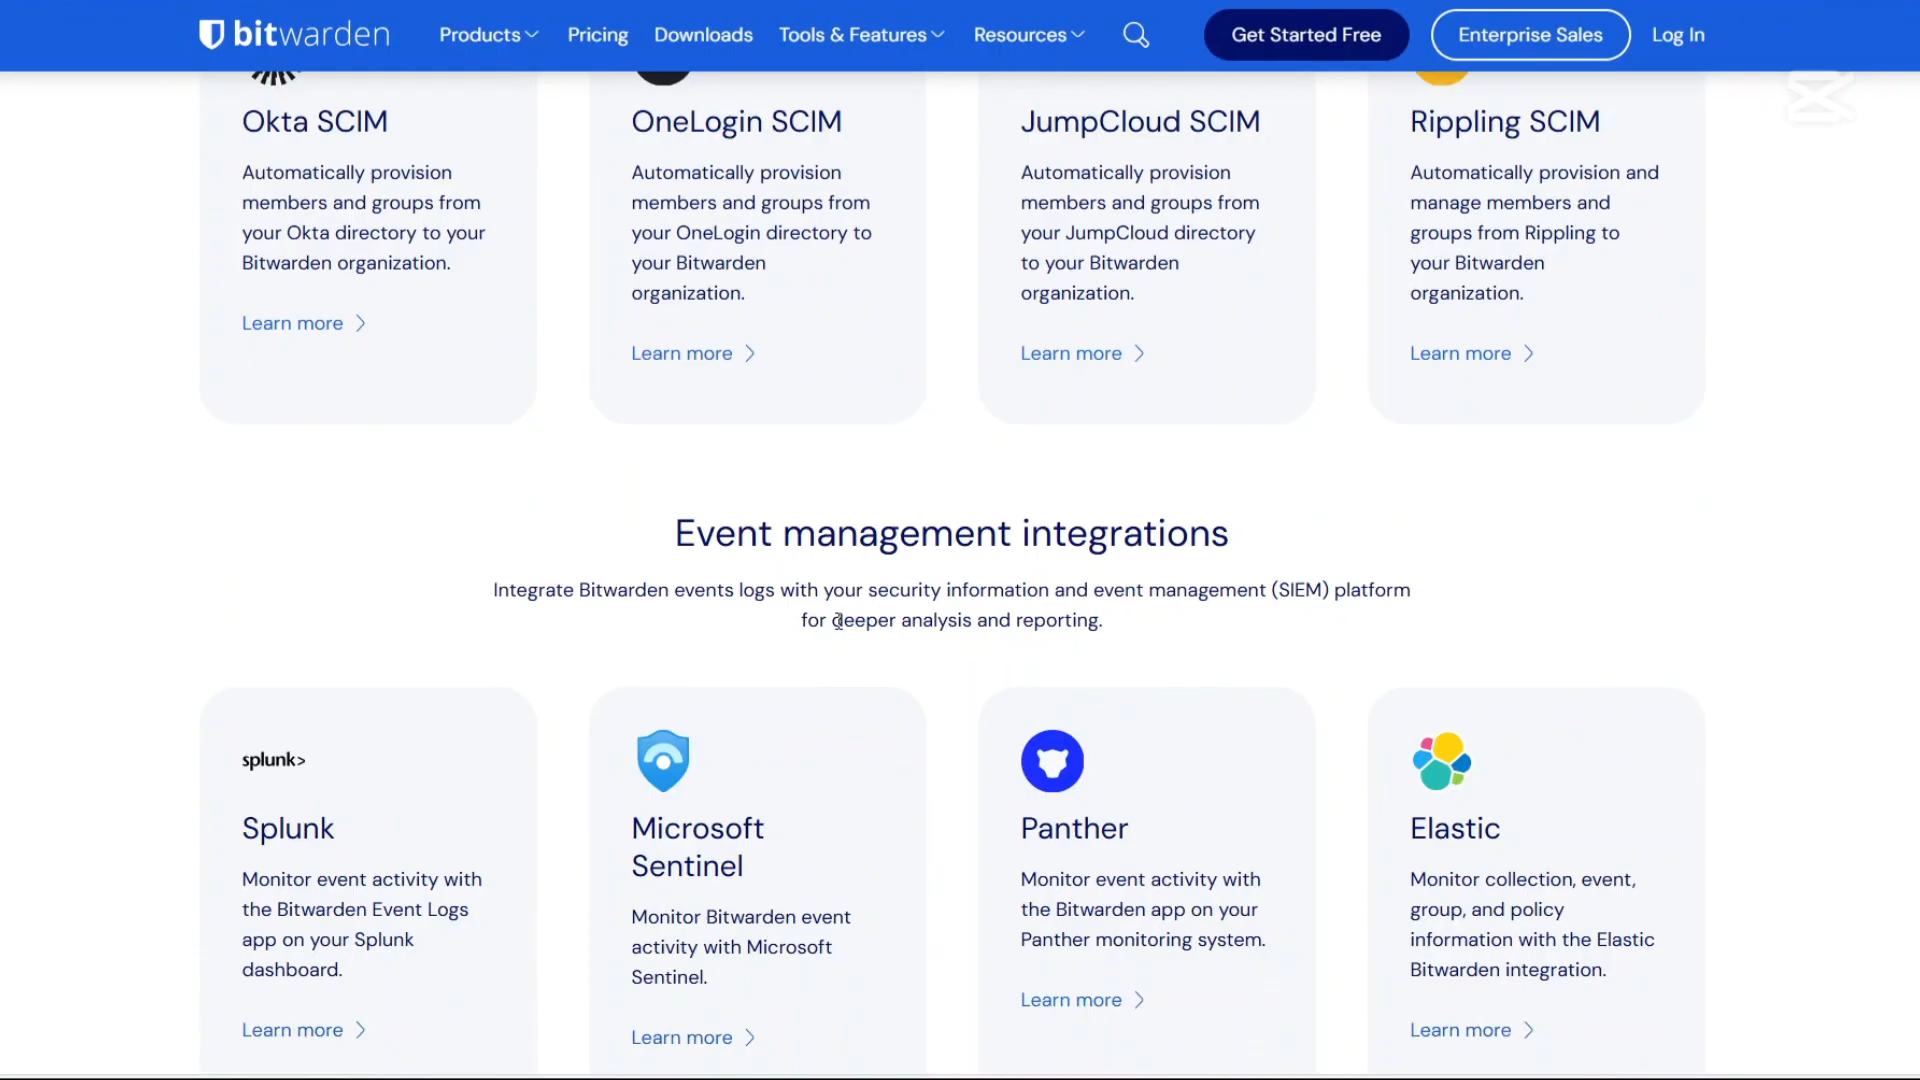 bitwarden
Products
Pricing
Downloads
Tools & Features
Resources
Get Started Free
Enterprise Sales
Log In
Okta SCIM
Automatically provision
members and groups from
your Okta directory to your
Bitwarden organization.
Learn more
OneLogin SCIM
Automatically provision
members and groups from
your OneLogin directory to
your Bitwarden
organization.
Learn more
JumpCloud SCIM
Automatically provision
members and groups from
your JumpCloud directory
to your Bitwarden
organization.
Learn more
Rippling SCIM
Automatically provision and
manage members and
groups from Rippling to
your Bitwarden
organization.
Learn more
Event management integrations
Integrate Bitwarden events logs with your security information and event management (SIEM) platform
for deeper analysis and reporting.
splunk>
Splunk
Monitor event activity with
the Bitwarden Event Logs
app on your Splunk
dashboard.
Learn more
Microsoft
Sentinel
Monitor Bitwarden event
activity with Microsoft
Sentinel.
Learn more
Panther
Monitor event activity with
the Bitwarden app on your
Panther monitoring system.
Learn more
Elastic
Monitor collection, event,
group, and policy
information with the Elastic
Bitwarden integration.
Learn more